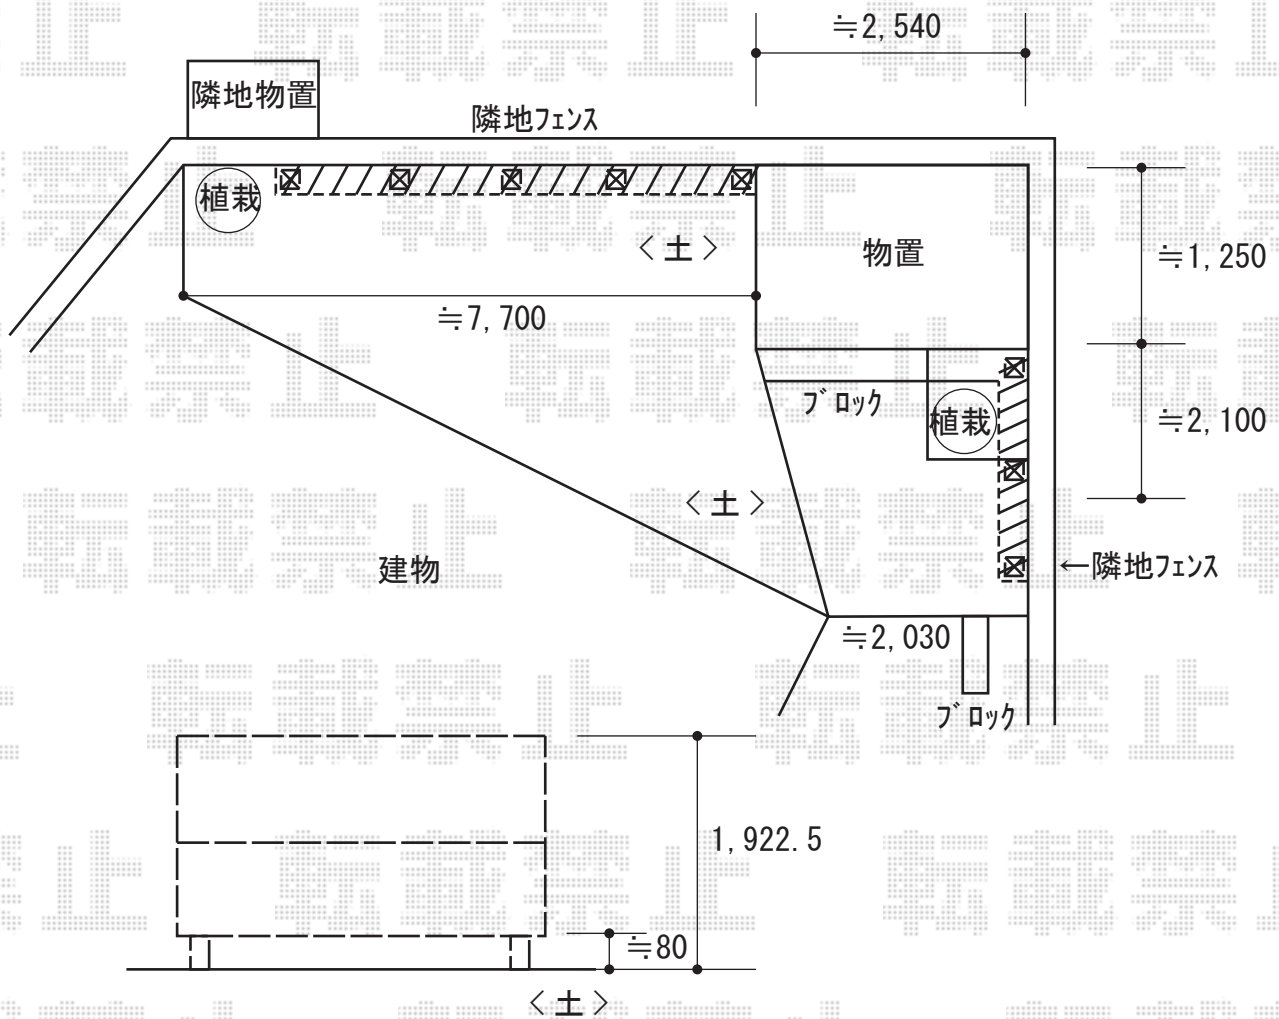 ≒2,540
隣地物置
隣地フェンス
植栽
<土>
物置
≒1,250
≒7,700
ブロック
植栽
≒2,100
<土>
建物
←隣地フェンス
≒2,030
ブロック
1,922.5
≒80
<土>
転載禁止